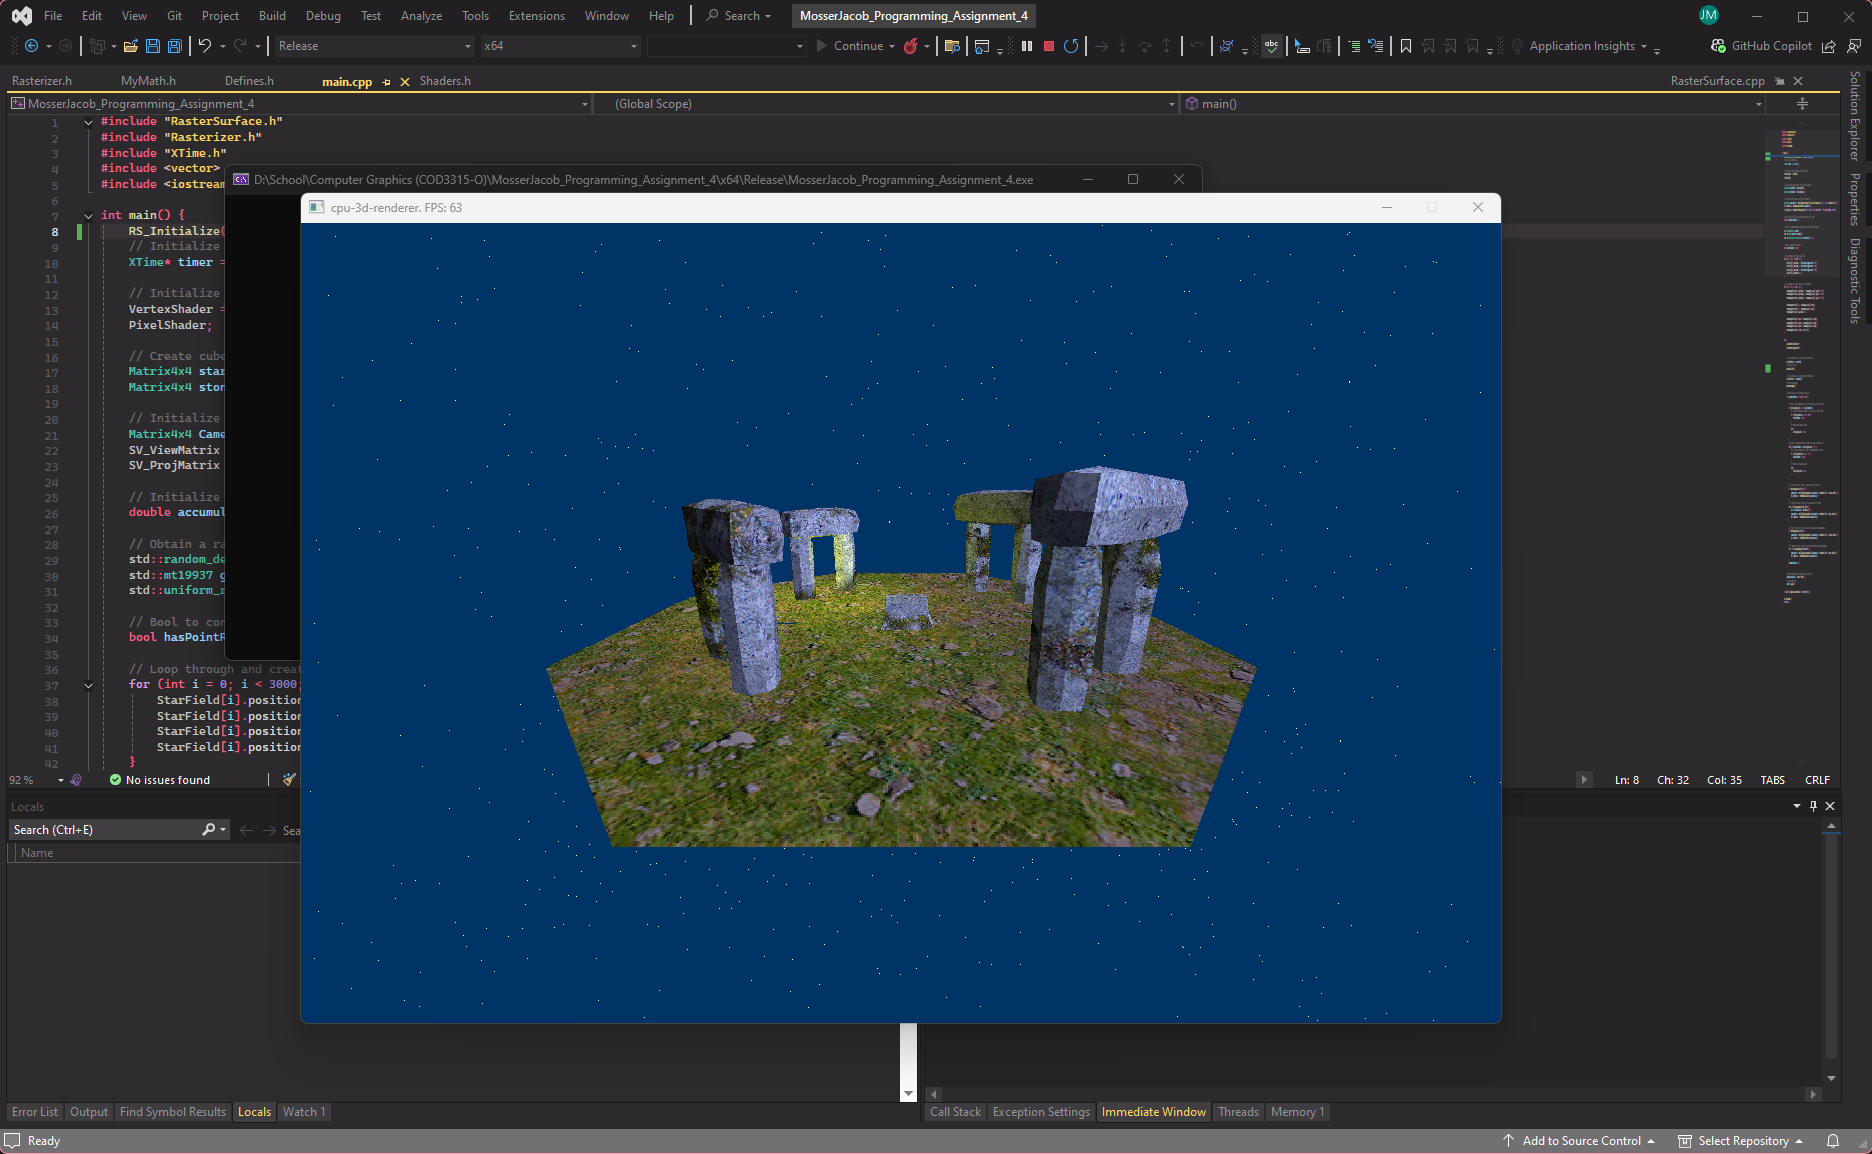 File Edit View Git Project Build Debug Test Analyze Tools Extensions Window Help Search MosserJacob_Programming_Assignment_4 JM
Release x64 Continue abc Application Insights GitHub Copilot
Rasterizer.h MyMath.h Defines.h main.cpp Shaders.h RasterSurface.cpp
MosserJacob_Programming_Assignment_4 (Global Scope) main()
1 #include "RasterSurface.h"
2 #include "Rasterizer.h"
3 #include "XTime.h"
4 #include <vector>
5 #include <iostream
6
7 int main() {
8 RS_Initialize(
9 // Initialize
10 XTime* timer =
11
12 // Initialize
13 VertexShader =
14 PixelShader;
15
16 // Create cube
17 Matrix4x4 star
18 Matrix4x4 ston
19
20 // Initialize
21 Matrix4x4 Came
22 SV_ViewMatrix
23 SV_ProjMatrix
24
25 // Initialize
26 double accumul
27
28 // Obtain a ra
29 std::random_de
30 std::mt19937 g
31 std::uniform_r
32
33 // Bool to con
34 bool hasPointR
35
36 // Loop through and creat
37 for (int i = 0; i < 3000;
38 StarField[i].position
39 StarField[i].position
40 StarField[i].position
41 StarField[i].position
42 }
D:\School\Computer Graphics (COD3315-O)\MosserJacob_Programming_Assignment_4\x64\Release\MosserJacob_Programming_Assignment_4.exe
cpu-3d-renderer. FPS: 63
Solution Explorer
Properties
Diagnostic Tools
92 % No issues found Ln: 8 Ch: 32 Col: 35 TABS CRLF
Locals
Search (Ctrl+E)
Name
Error List Output Find Symbol Results Locals Watch 1 Call Stack Exception Settings Immediate Window Threads Memory 1
Ready Add to Source Control Select Repository